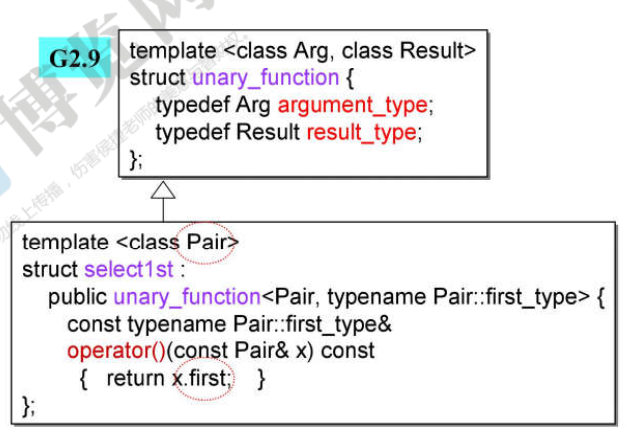 G2.9
template <class Arg, class Result>
struct unary_function {
typedef Arg argument_type;
typedef Result result_type;
};
template <class Pair>
struct select1st :
public unary_function<Pair, typename Pair::first_type> {
const typename Pair::first_type&
operator()(const Pair& x) const
{ return x.first; }
};